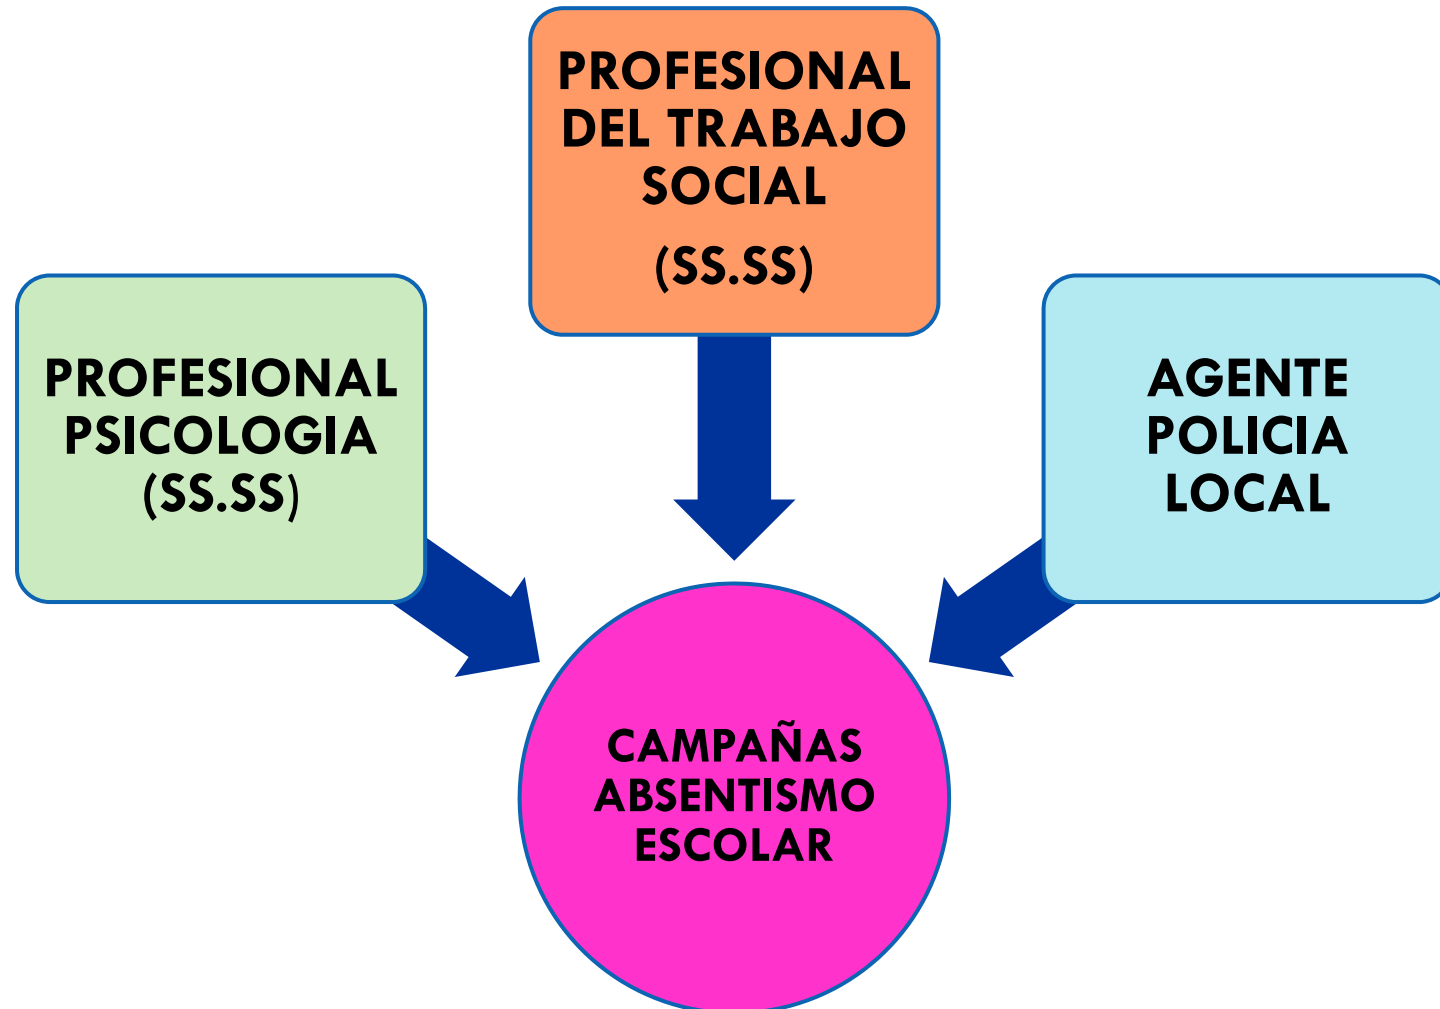 PROFESIONAL
DEL TRABAJO
SOCIAL
(SS.SS)
PROFESIONAL
PSICOLOGIA
(SS.SS)
AGENTE
POLICIA
LOCAL
CAMPAÑAS
ABSENTISMO
ESCOLAR